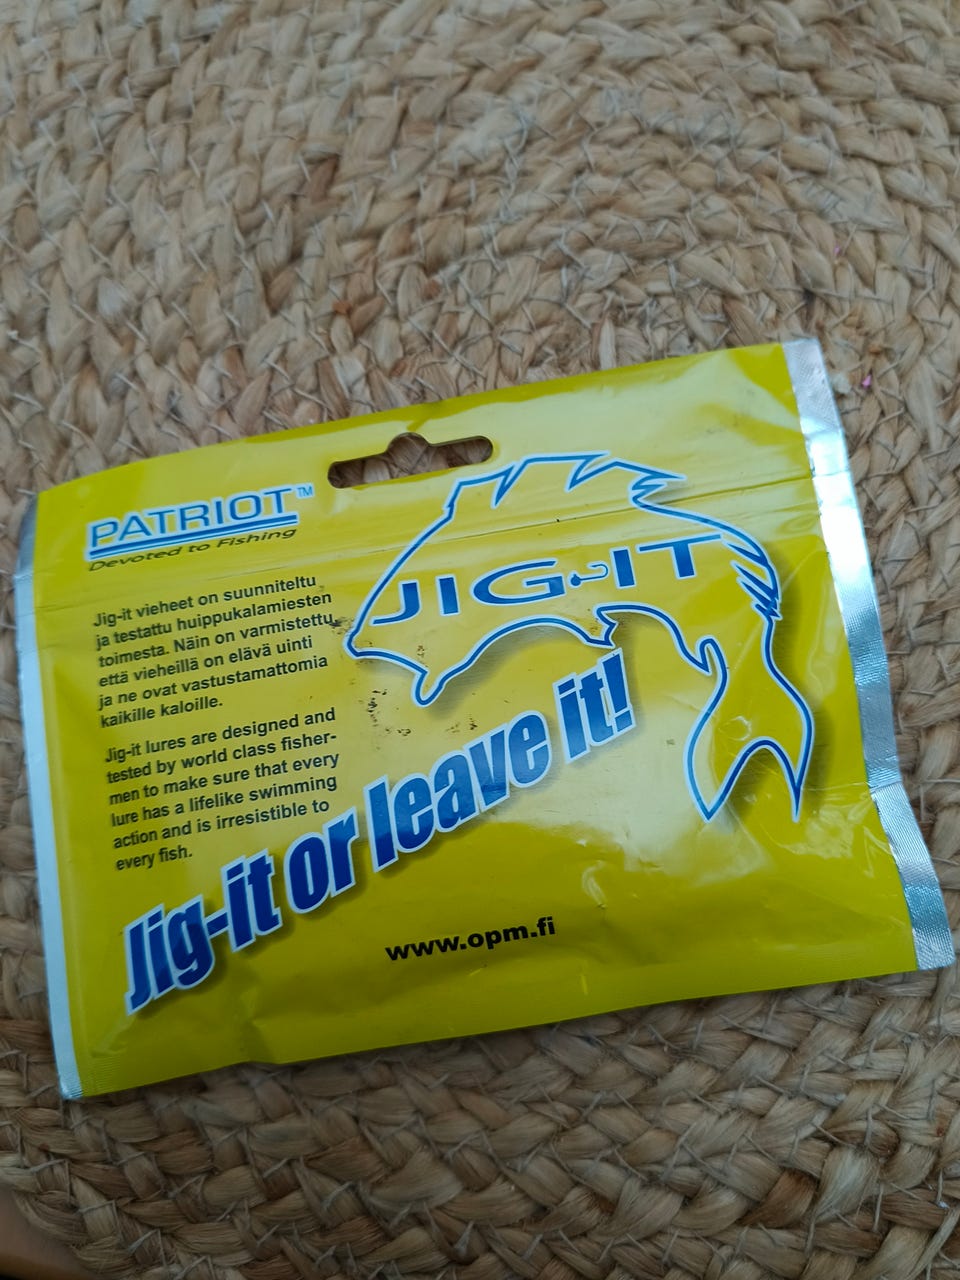 PATRIOT™
Devoted to Fishing
Jig-it vieheet on suunniteltu
ja testattu huippukalamiesten
toimesta. Näin on varmistettu,
että vieheillä on elävä uinti
ja ne ovat vastustamattomia
kaikille kaloille.
Jig-it lures are designed and
tested by world class fisher-
men to make sure that every
lure has a lifelike swimming
action and is irresistible to
every fish.
JIG-IT
Jig-it or leave it!
www.opm.fi